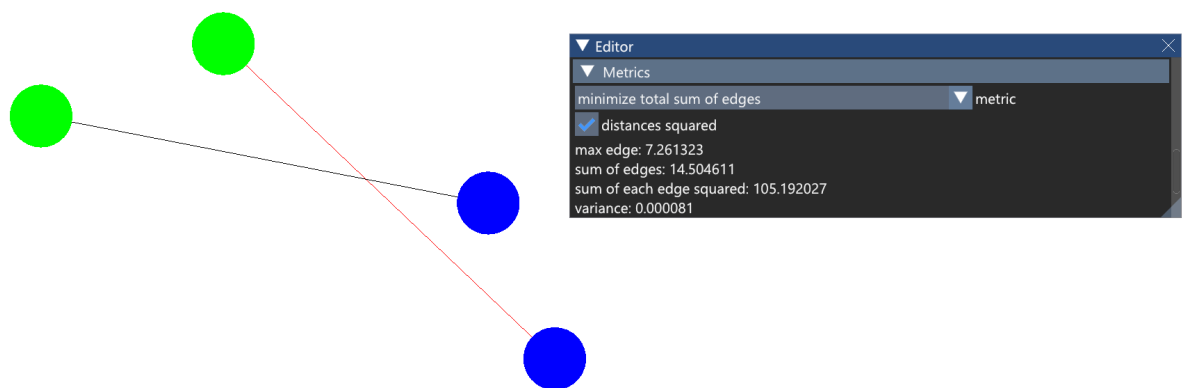 Editor
Metrics
minimize total sum of edges metric
distances squared
max edge: 7.261323
sum of edges: 14.504611
sum of each edge squared: 105.192027
variance: 0.000081